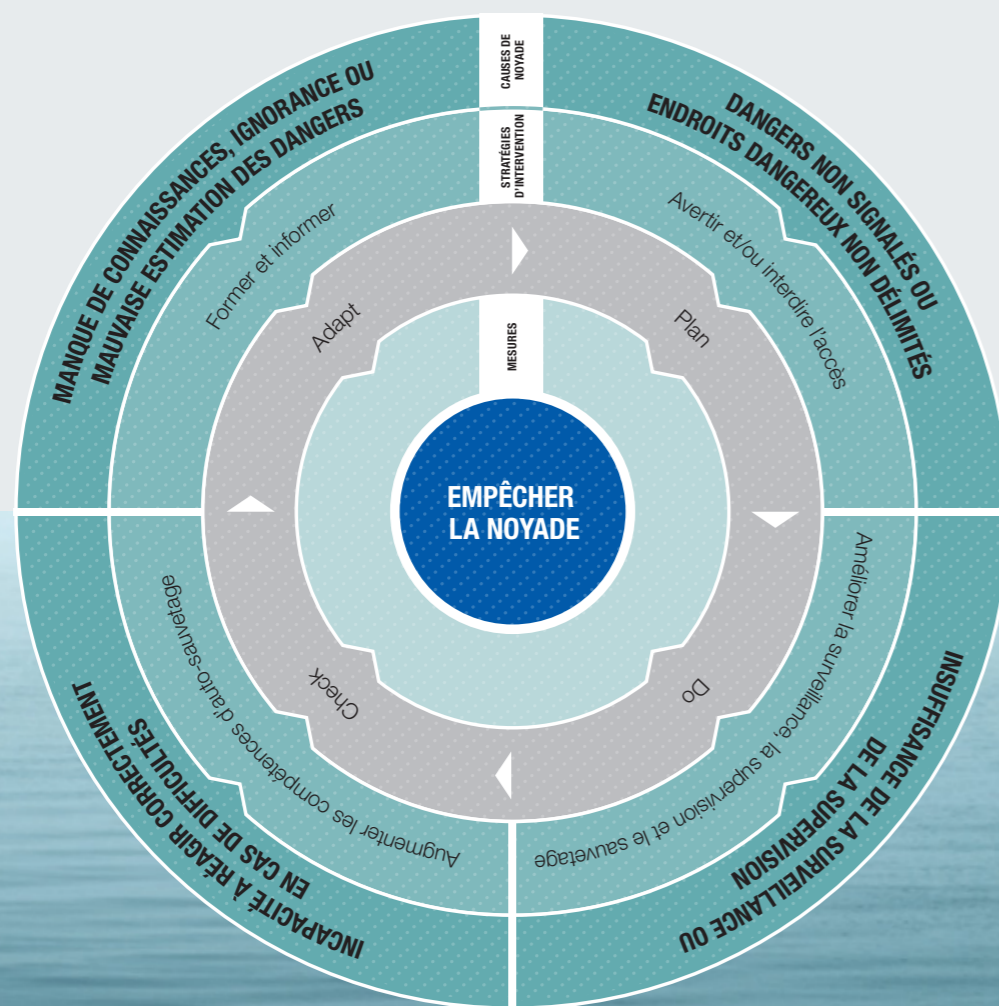 CAUSES DE
NOYADE
STRATÉGIES
D'INTERVENTION
MESURES
MANQUE DE CONNAISSANCES, IGNORANCE OU
MAUVAISE ESTIMATION DES DANGERS
DANGERS NON SIGNALÉS OU
ENDROITS DANGEREUX NON DÉLIMITÉS
Former et informer
Avertir et/ou interdire l'accès
Adapt
Plan
EMPÊCHER
LA NOYADE
Check
Do
Augmenter les compétences d'auto-sauvetage
Améliorer la surveillance, la supervision et le sauvetage
INCAPACITÉ À RÉAGIR CORRECTEMENT
EN CAS DE DIFFICULTÉS
INSUFFISANCE DE LA SURVEILLANCE OU
DE LA SUPERVISION